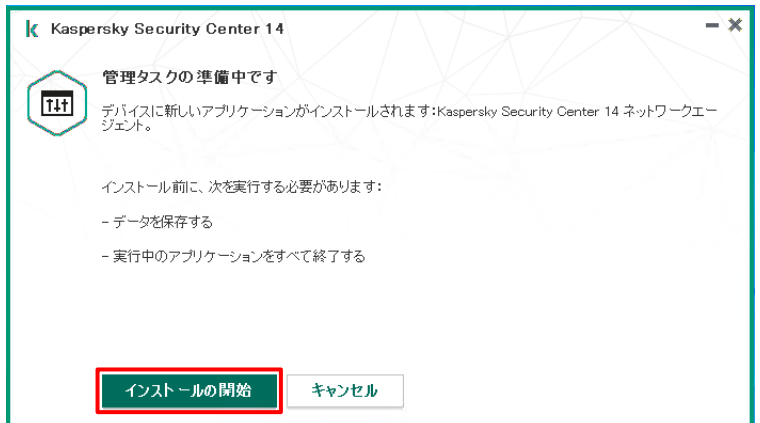 Kaspersky Security Center 14
管理タスクの準備中です
デバイスに新しいアプリケーションがインストールされます:Kaspersky Security Center 14 ネットワークエー
ジェント。
インストール前に、次を実行する必要があります:
- データを保存する
- 実行中のアプリケーションをすべて終了する
インストールの開始
キャンセル